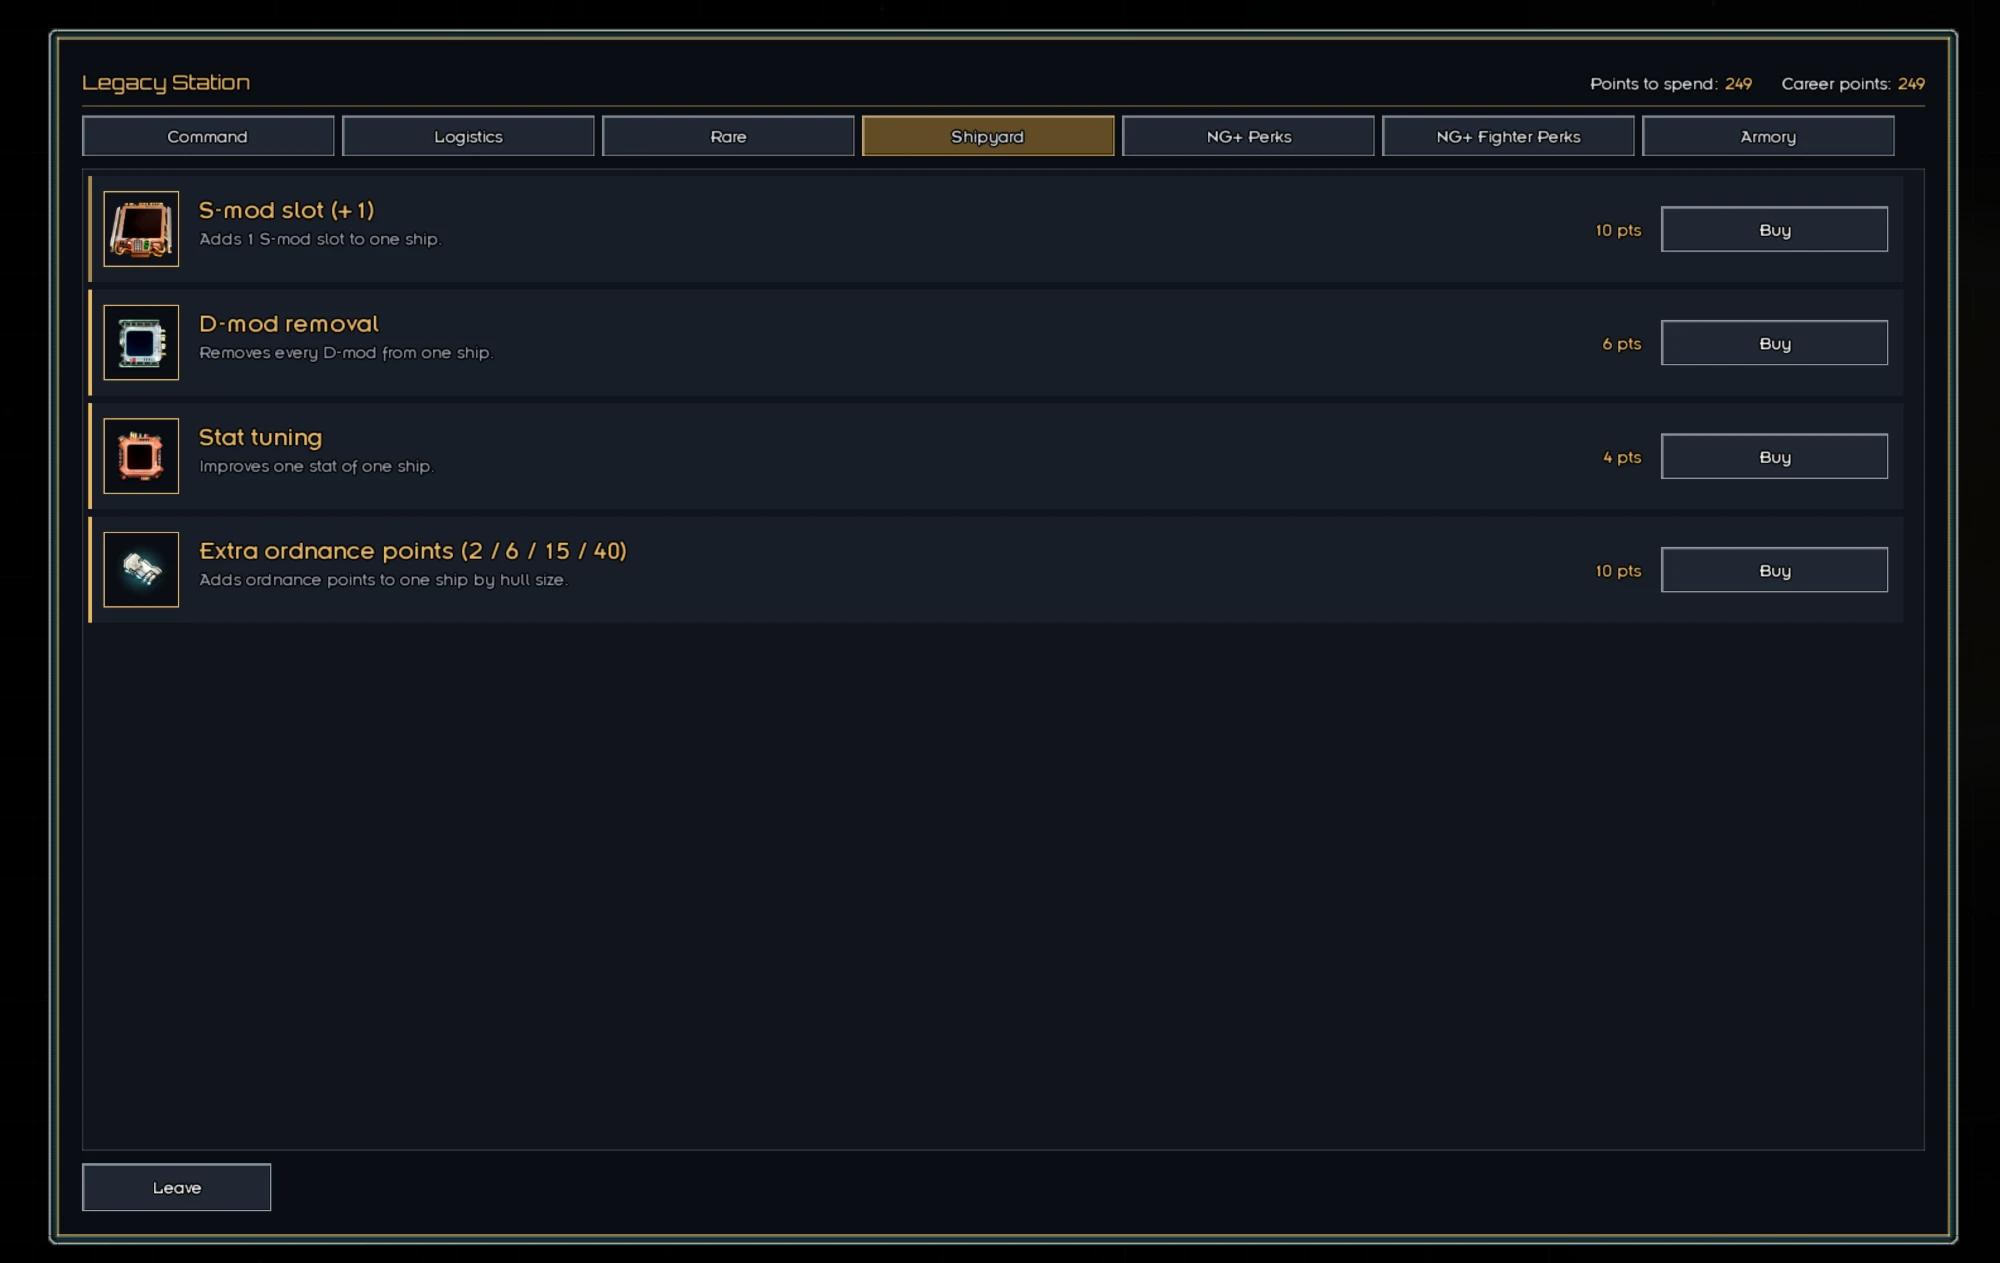 Legacy Station
Points to spend: 249 Career points: 249
Command Logistics Rare Shipyard NG+ Perks NG+ Fighter Perks Armory
S-mod slot (+1)
Adds 1 S-mod slot to one ship.
10 pts Buy
D-mod removal
Removes every D-mod from one ship.
6 pts Buy
Stat tuning
Improves one stat of one ship.
4 pts Buy
Extra ordnance points (2 / 6 / 15 / 40)
Adds ordnance points to one ship by hull size.
10 pts Buy
Leave